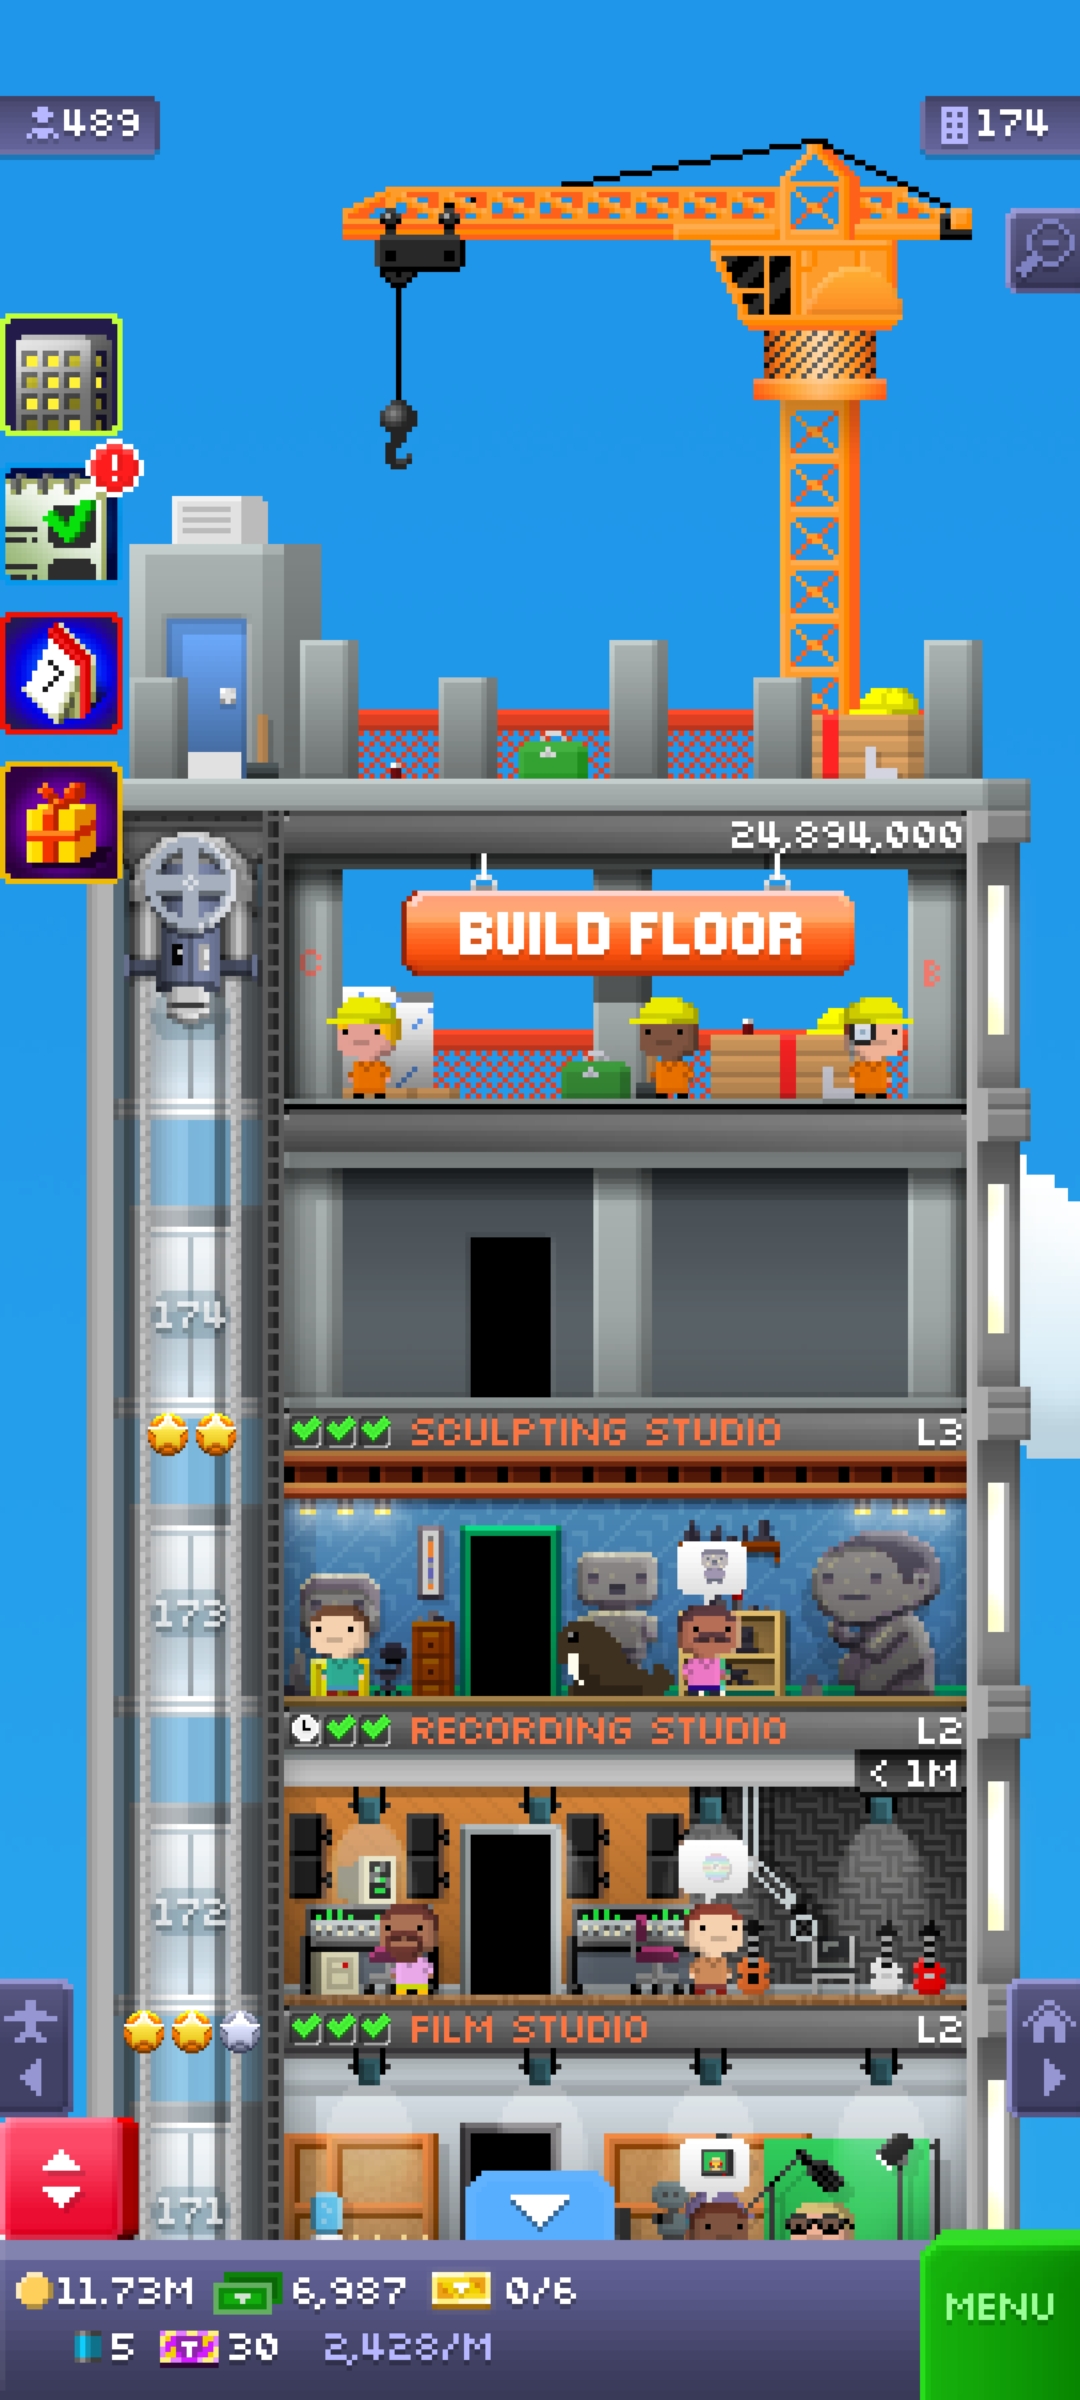 489
174
24,894,000
BUILD FLOOR
C
B
174
SCULPTING STUDIO L3
173
RECORDING STUDIO L2
< 1M
172
FILM STUDIO L2
171
11.73M 6,987 0/6
5 30 2,428/M
MENU